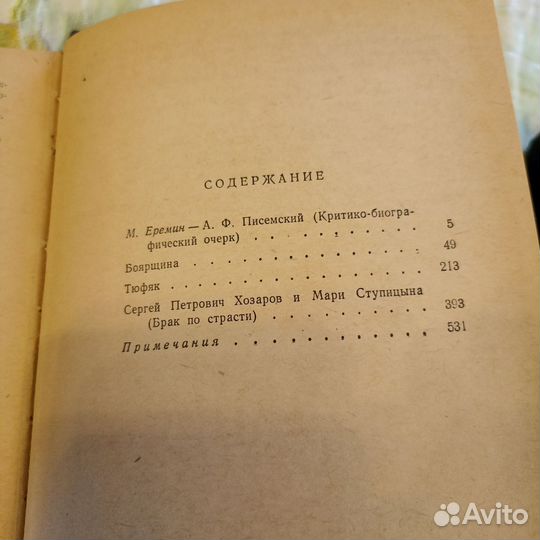 СОДЕРЖАНИЕ
М. Еремин — А. Ф. Писемский (Критико-биогра-
фический очерк) . . . . . . . . . . 5
Боярщина . . . . . . . . . . . . . 49
Тюфяк . . . . . . . . . . . . . . 213
Сергей Петрович Хозаров и Мари Ступицына
(Брак по страсти) . . . . . . . . . 393
Примечания . . . . . . . . . . . . 531
Avito